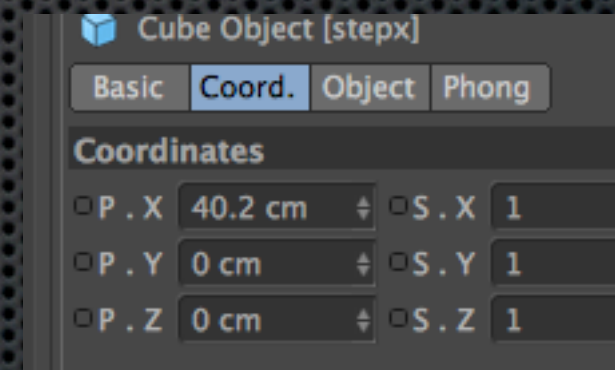 Cube Object [stepx]
Basic Coord. Object Phong
Coordinates
P . X 40.2 cm S . X 1
P . Y 0 cm S . Y 1
P . Z 0 cm S . Z 1